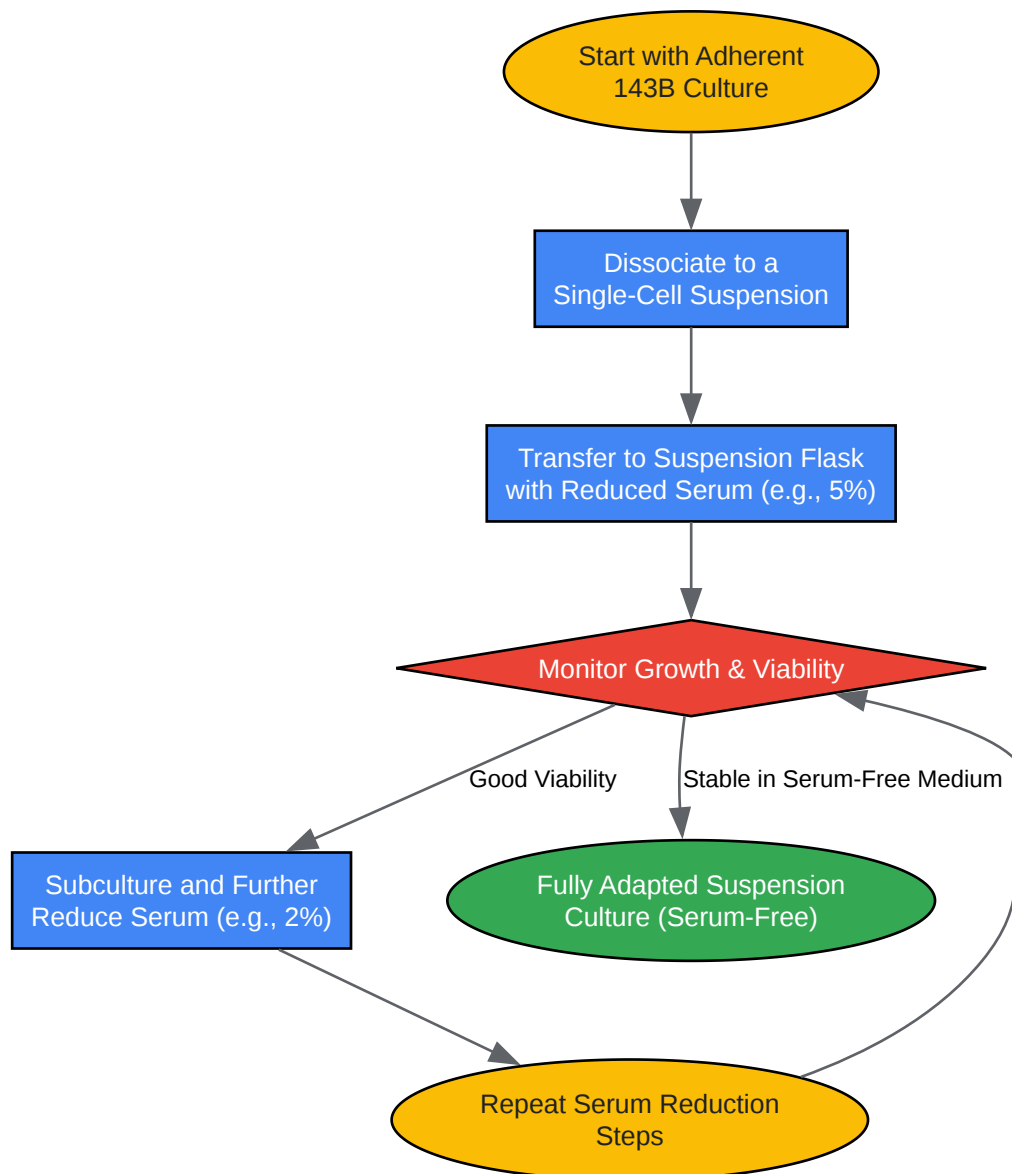 Start with Adherent
143B Culture
Dissociate to a
Single-Cell Suspension
Transfer to Suspension Flask
with Reduced Serum (e.g., 5%)
Monitor Growth & Viability
Good Viability
Stable in Serum-Free Medium
Subculture and Further
Reduce Serum (e.g., 2%)
Fully Adapted Suspension
Culture (Serum-Free)
Repeat Serum Reduction
Steps